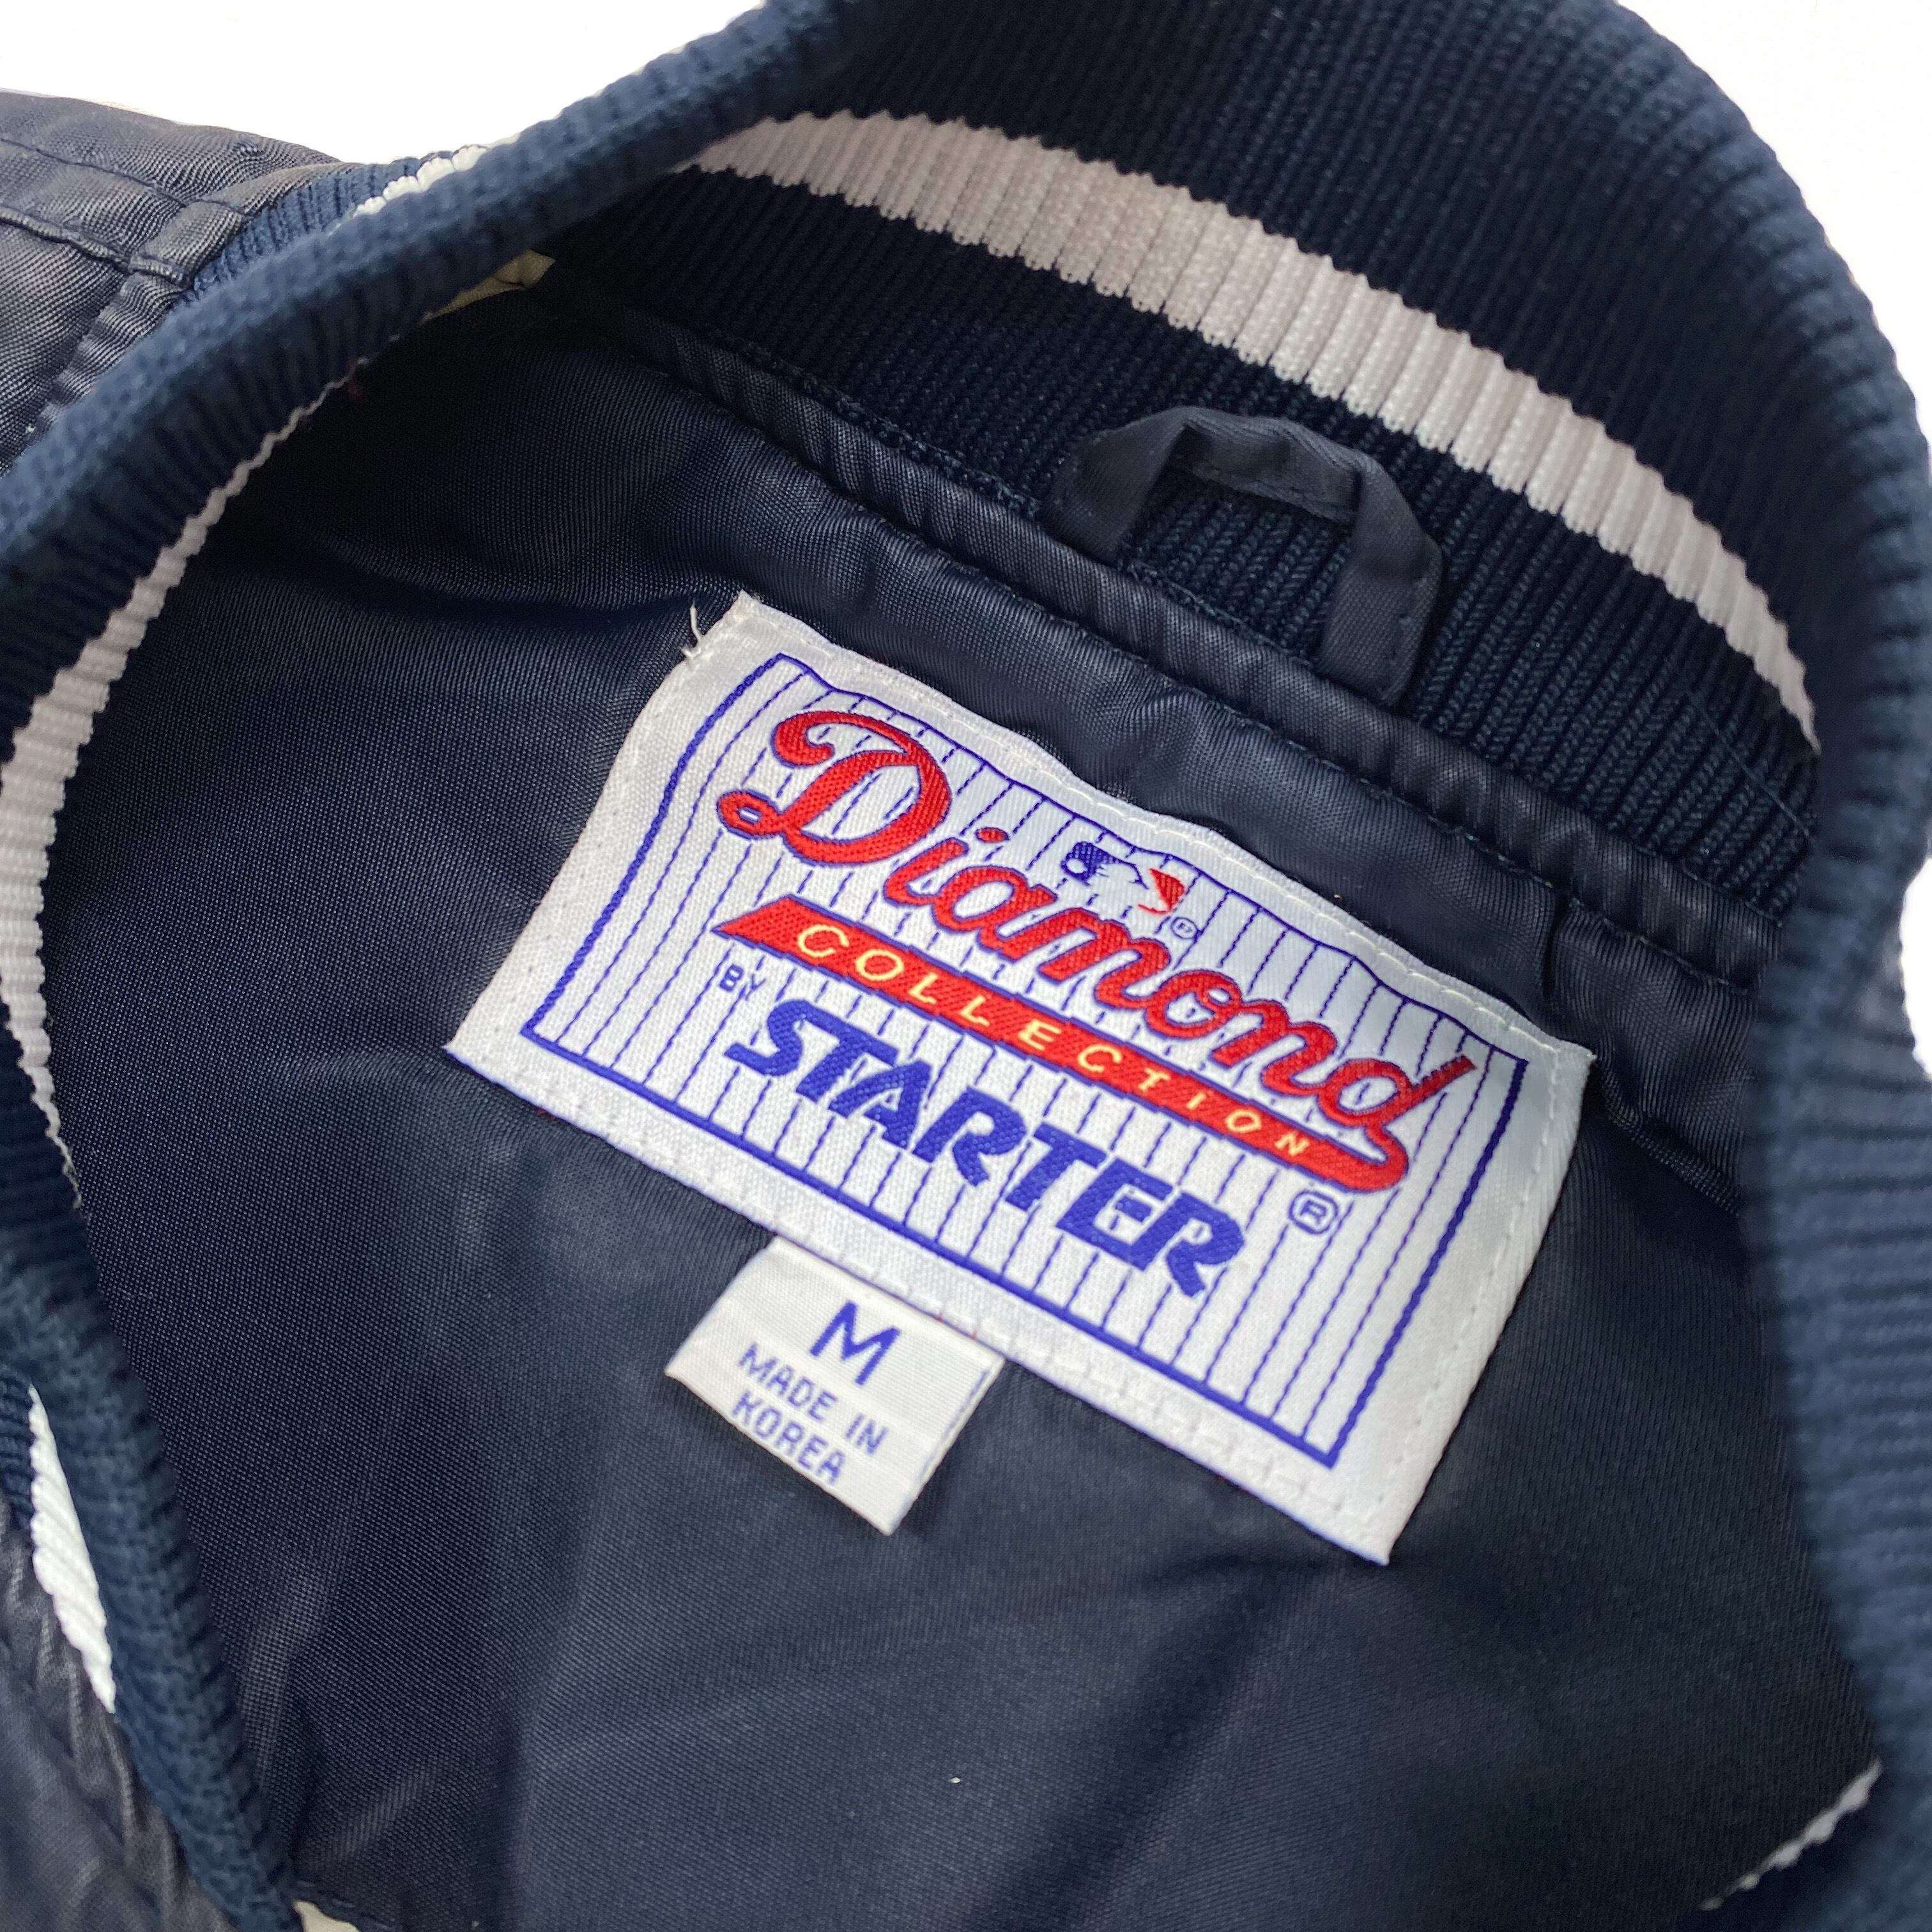 Diamond
COLLECTION
BY
STARTER®
M
MADE IN
KOREA